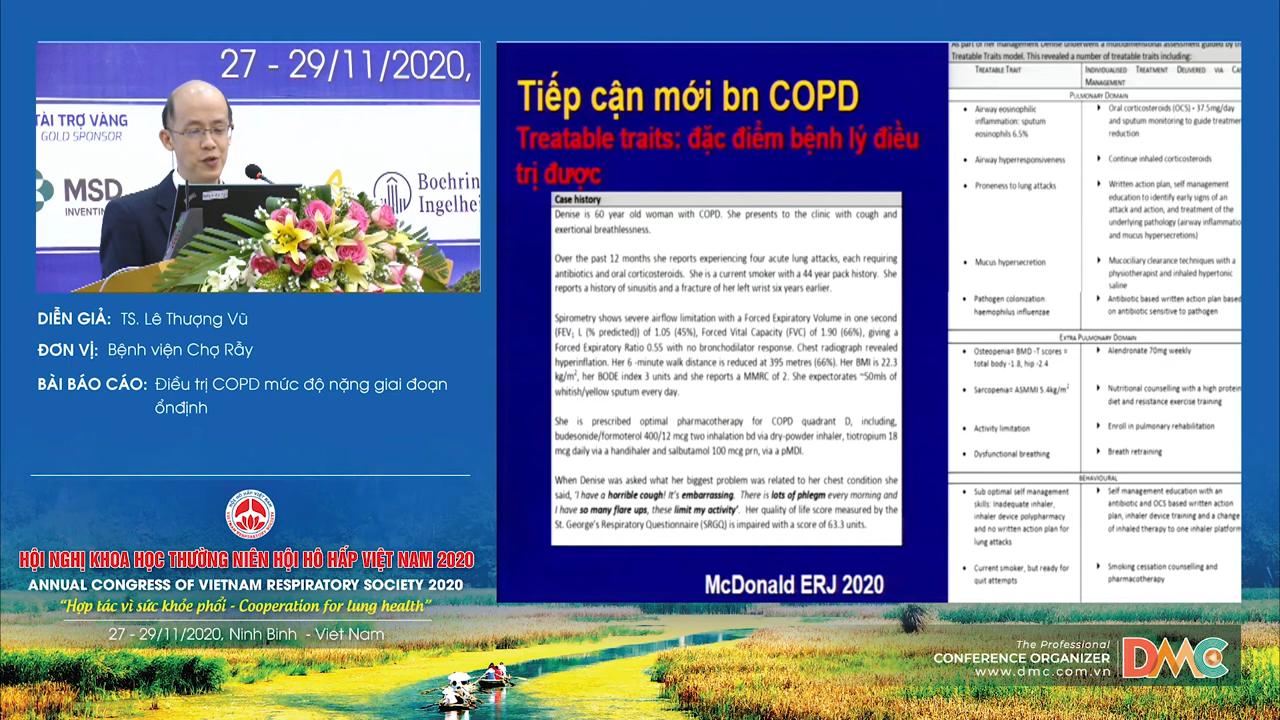 27 - 29/11/2020,
TÀI TRỢ VÀNG
GOLD SPONSOR
MSD
INVENTIN
Boehrin
Ingelhe
DIỄN GIẢ: TS. Lê Thượng Vũ
ĐƠN VỊ: Bệnh viện Chợ Rẫy
BÀI BÁO CÁO: Điều trị COPD mức độ nặng giai đoạn
ổnđịnh
HỘI NGHỊ KHOA HỌC THƯỜNG NIÊN HỘI HÔ HẤP VIỆT NAM 2020
ANNUAL CONGRESS OF VIETNAM RESPIRATORY SOCIETY 2020
“Hợp tác vì sức khỏe phổi - Cooperation for lung health”
27 - 29/11/2020, Ninh Bình - Viet Nam
Tiếp cận mới bn COPD
Treatable traits: đặc điểm bệnh lý điều
trị được
Case history
Denise is 60 year old woman with COPD. She presents to the clinic with cough and
exertional breathlessness.
Over the past 12 months she reports experiencing four acute lung attacks, each requiring
antibiotics and oral corticosteroids. She is a current smoker with a 44 year pack history. She
reports a history of sinusitis and a fracture of her left wrist six years earlier.
Spirometry shows severe airflow limitation with a Forced Expiratory Volume in one second
(FEV₁ L (% predicted)) of 1.05 (45%), Forced Vital Capacity (FVC) of 1.90 (66%), giving a
Forced Expiratory Ratio 0.55 with no bronchodilator response. Chest radiograph revealed
hyperinflation. Her 6 -minute walk distance is reduced at 395 metres (66%). Her BMI is 22.3
kg/m², her BODE index 3 units and she reports a MMRC of 2. She expectorates ~50mls of
whitish/yellow sputum every day.
She is prescribed optimal pharmacotherapy for COPD quadrant D, including,
budesonide/formoterol 400/12 mcg two inhalation bd via dry-powder inhaler, tiotropium 18
mcg daily via a handihaler and salbutamol 100 mcg prn, via a pMDI.
When Denise was asked what her biggest problem was related to her chest condition she
said, 'I have a horrible cough! It's embarrassing. There is lots of phlegm every morning and
I have so many flare ups, these limit my activity'. Her quality of life score measured by the
St. George's Respiratory Questionnaire (SRGQ) is impaired with a score of 63.3 units.
McDonald ERJ 2020
As part of her management Denise underwent a multidimensional assessment guided by th
Treatable Traits model. This revealed a number of treatable traits including:
TREATABLE TRAIT
INDIVIDUALISED TREATMENT DELIVERED VIA CAS
MANAGEMENT
PULMONARY DOMAIN
• Airway eosinophilic
inflammation: sputum
eosinophils 6.5%
Oral corticosteroids (OCS) - 37.5mg/day
and sputum monitoring to guide treatmen
reduction
• Airway hyperresponsiveness
Continue inhaled corticosteroids
• Proneness to lung attacks
Written action plan, self management
education to identify early signs of an
attack and action, and treatment of the
underlying pathology (airway inflammatio
and mucus hypersecretions)
• Mucus hypersecretion
Mucociliary clearance techniques with a
physiotherapist and inhaled hypertonic
saline
• Pathogen colonization
haemophilus influenzae
Antibiotic based written action plan based
on antibiotic sensitive to pathogen
EXTRA PULMONARY DOMAIN
• Osteopenia= BMD -T scores =
total body -1.8, hip -2.4
Alendronate 70mg weekly
• Sarcopenia= ASMMI 5.4kg/m²
Nutritional counselling with a high protein
diet and resistance exercise training
• Activity limitation
Enroll in pulmonary rehabilitation
• Dysfunctional breathing
Breath retraining
BEHAVIOURAL
• Sub optimal self management
skills: Inadequate inhaler,
inhaler device polypharmacy
and no written action plan for
lung attacks
Self management education with an
antibiotic and OCS based written action
plan, inhaler device training and a change
of inhaled therapy to one inhaler platform
• Current smoker, but ready for
quit attempts
Smoking cessation counselling and
pharmacotherapy
The Professional
CONFERENCE ORGANIZER
www.dmc.com.vn
DMC